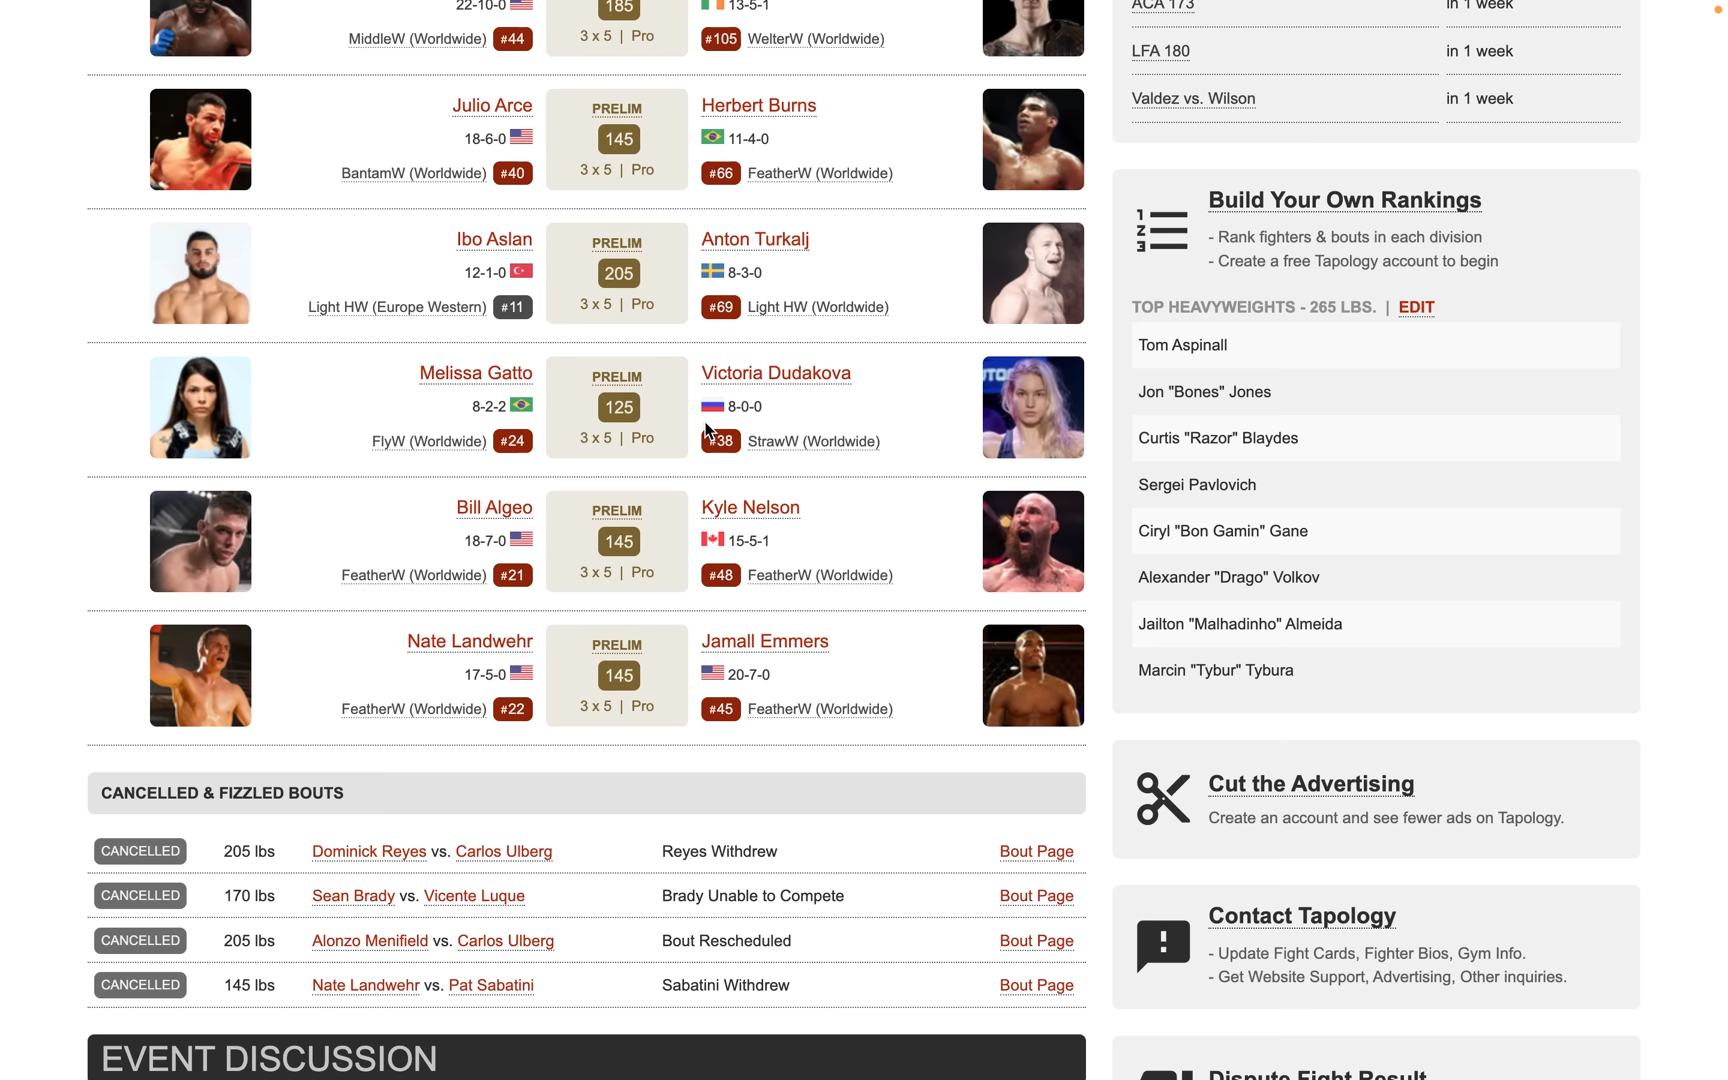 22-10-0
185
13-5-1
MiddleW (Worldwide) #44
3 x 5 | Pro
#105 WelterW (Worldwide)
Julio Arce
PRELIM
Herbert Burns
18-6-0
145
11-4-0
BantamW (Worldwide) #40
3 x 5 | Pro
#66 FeatherW (Worldwide)
Ibo Aslan
PRELIM
Anton Turkalj
12-1-0
205
8-3-0
Light HW (Europe Western) #11
3 x 5 | Pro
#69 Light HW (Worldwide)
Melissa Gatto
PRELIM
Victoria Dudakova
8-2-2
125
8-0-0
FlyW (Worldwide) #24
3 x 5 | Pro
#38 StrawW (Worldwide)
Bill Algeo
PRELIM
Kyle Nelson
18-7-0
145
15-5-1
FeatherW (Worldwide) #21
3 x 5 | Pro
#48 FeatherW (Worldwide)
Nate Landwehr
PRELIM
Jamall Emmers
17-5-0
145
20-7-0
FeatherW (Worldwide) #22
3 x 5 | Pro
#45 FeatherW (Worldwide)
CANCELLED & FIZZLED BOUTS
CANCELLED 205 lbs Dominick Reyes vs. Carlos Ulberg Reyes Withdrew Bout Page
CANCELLED 170 lbs Sean Brady vs. Vicente Luque Brady Unable to Compete Bout Page
CANCELLED 205 lbs Alonzo Menifield vs. Carlos Ulberg Bout Rescheduled Bout Page
CANCELLED 145 lbs Nate Landwehr vs. Pat Sabatini Sabatini Withdrew Bout Page
EVENT DISCUSSION
ACA 173 in 1 week
LFA 180 in 1 week
Valdez vs. Wilson in 1 week
Build Your Own Rankings
- Rank fighters & bouts in each division
- Create a free Tapology account to begin
TOP HEAVYWEIGHTS - 265 LBS. | EDIT
Tom Aspinall
Jon "Bones" Jones
Curtis "Razor" Blaydes
Sergei Pavlovich
Ciryl "Bon Gamin" Gane
Alexander "Drago" Volkov
Jailton "Malhadinho" Almeida
Marcin "Tybur" Tybura
Cut the Advertising
Create an account and see fewer ads on Tapology.
Contact Tapology
- Update Fight Cards, Fighter Bios, Gym Info.
- Get Website Support, Advertising, Other inquiries.
Dispute Fight Result